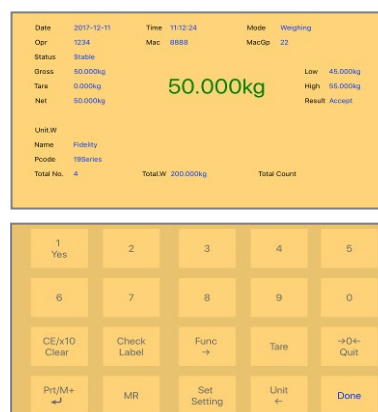 Date 2017-12-11 Time 11:12:24 Mode Weighing
Opr 1234 Mac 8888 MacGp 22
Status Stable
Gross 50.000kg Low 45.000kg
Tare 0.000kg 50.000kg High 55.000kg
Net 50.000kg Result Accept
Unit.W
Name Fidelity
Pcode 19Series
Total No. 4 Total.W 200.000kg Total Count
1 2 3 4 5
Yes
6 7 8 9 0
CE/x10 Check Func Tare →0←
Clear Label → Quit
Prt/M+ MR Set Unit Done
↵ Setting ←